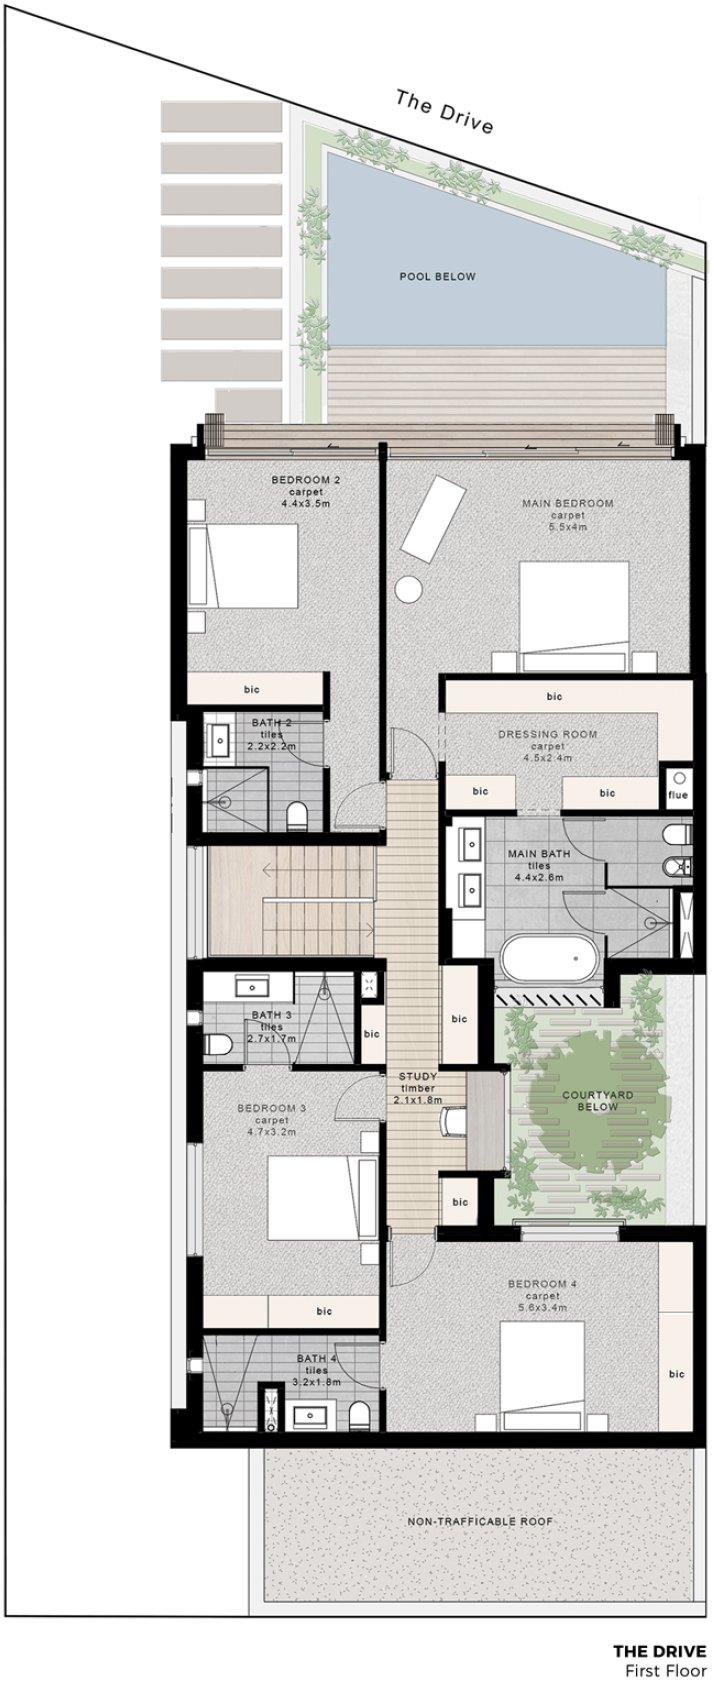 The Drive
POOL BELOW
BEDROOM 2
carpet
4.4x3.5m
MAIN BEDROOM
carpet
5.5x4m
bic
bic
BATH 2
tiles
2.2x2.2m
DRESSING ROOM
carpet
4.5x2.4m
bic
bic
flue
MAIN BATH
tiles
4.4x2.6m
BATH 3
tiles
2.7x1.7m
bic
bic
STUDY
timber
2.1x1.8m
COURTYARD
BELOW
BEDROOM 3
carpet
4.7x3.2m
bic
BEDROOM 4
carpet
5.6x3.4m
bic
BATH 4
tiles
3.2x1.8m
bic
NON-TRAFFICABLE ROOF
THE DRIVE
First Floor